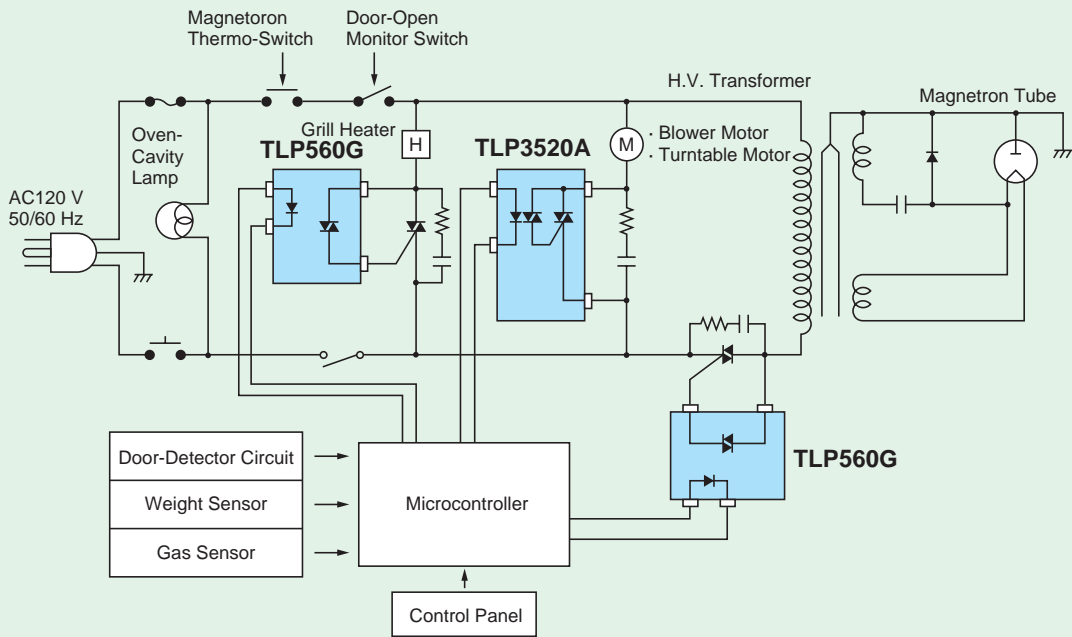 Magnetoron
Thermo-Switch
Door-Open
Monitor Switch
H.V. Transformer
Magnetron Tube
Oven-
Cavity
Lamp
Grill Heater
TLP560G
H
TLP3520A
M
· Blower Motor
· Turntable Motor
AC120 V
50/60 Hz
TLP560G
Door-Detector Circuit
Weight Sensor
Gas Sensor
Microcontroller
Control Panel